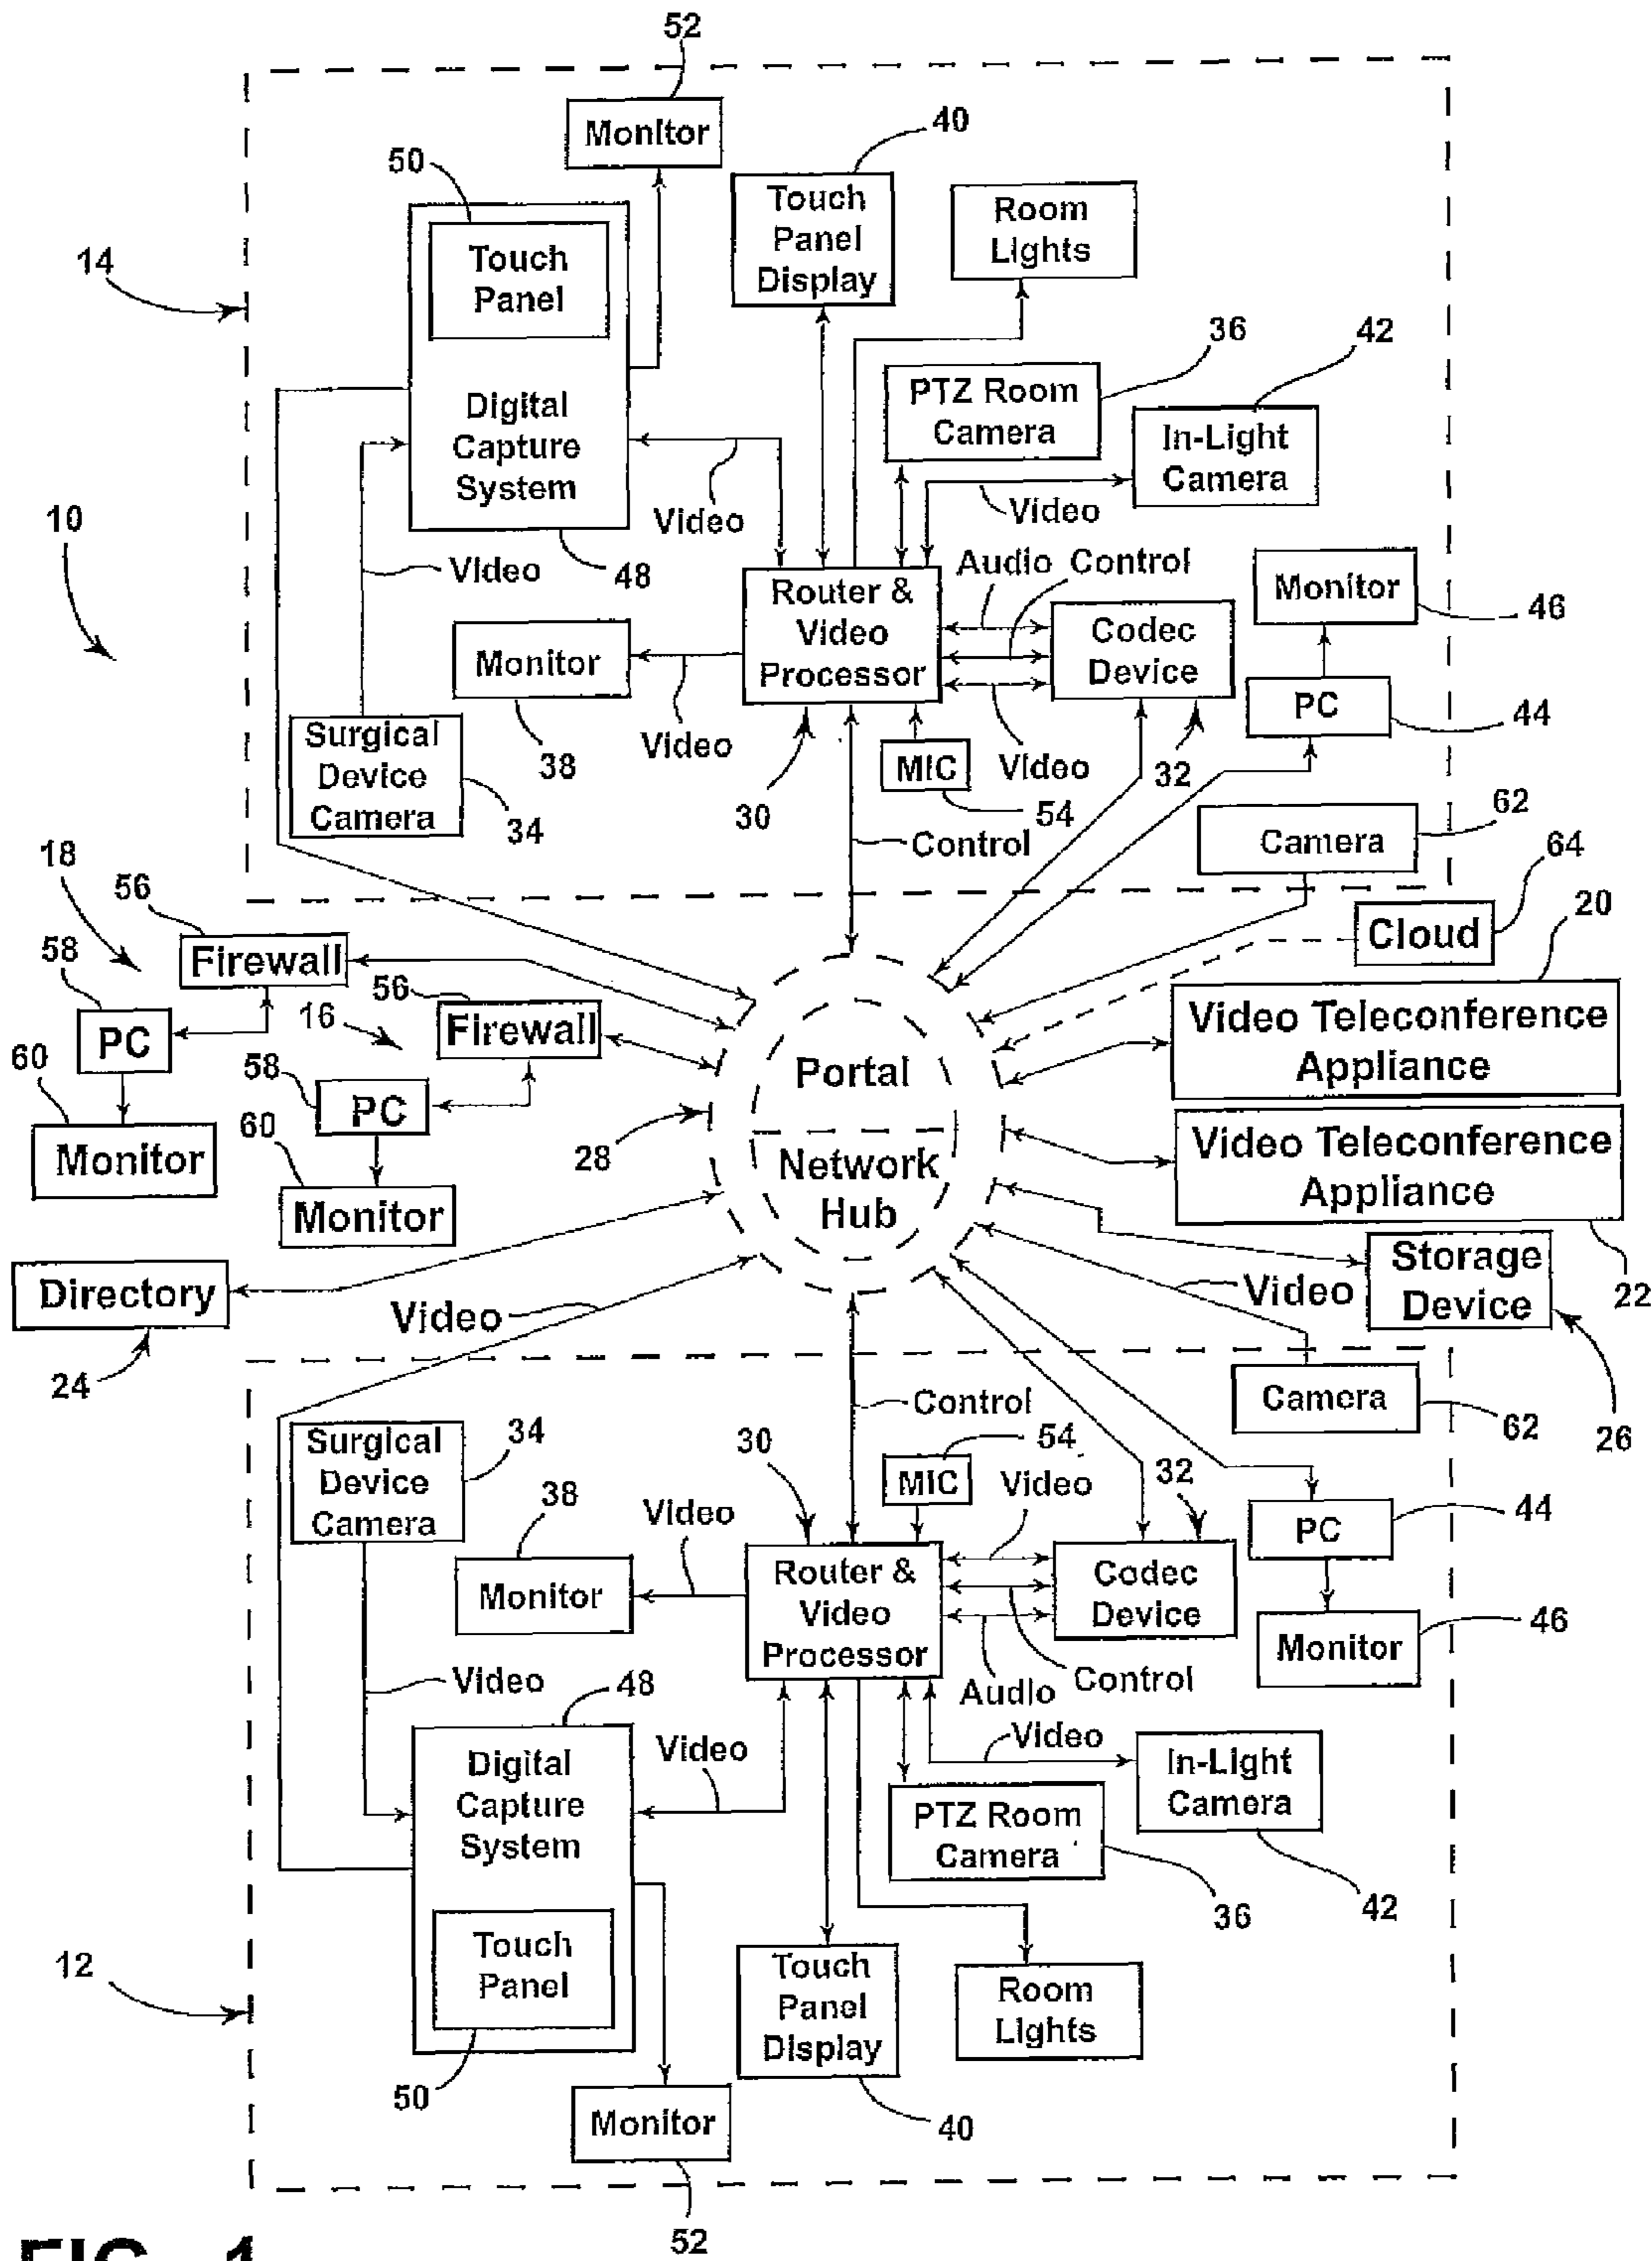 52
Monitor
40
50
Touch
Panel
Display
Room
Lights
Touch
Panel
14
36
42
PTZ Room
Camera
In-Light
Camera
Digital
Capture
System
Video
Video
10
Video
48
Audio Control
Monitor
46
Router &
Video
Processor
Codec
Device
Monitor
PC
44
Surgical
Device
Camera
Video
38
MIC
Video
32
34
30
54
62
Control
Camera
64
18
56
20
Cloud
58
Firewall
56
Firewall
16
Video Teleconference
Appliance
PC
60
58
Portal
PC
Monitor
60
28
Network
Hub
Video Teleconference
Appliance
Monitor
Storage
Device
Directory
Video
Video
22
24
Control
Camera
62
26
Surgical
Device
Camera
34
30
54
38
Video
MIC
Video
32
44
PC
Monitor
Router &
Video
Processor
Codec
Device
46
Monitor
Video
48
Audio
Control
Video
Video
Digital
Capture
System
In-Light
Camera
PTZ Room
Camera
36
42
Touch
Panel
12
Touch
Panel
Display
Room
Lights
50
Monitor
40
52
FIG. 1